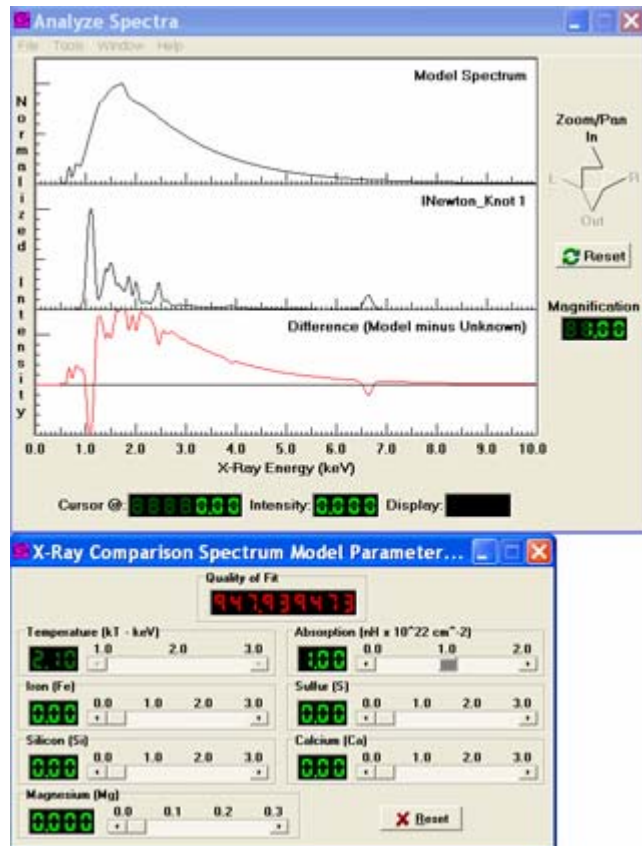 Analyze Spectra
File Tools Window Help
Normalized Intensity
Model Spectrum
INewton_Knot 1
Difference (Model minus Unknown)
0.0 1.0 2.0 3.0 4.0 5.0 6.0 7.0 8.0 9.0 10.0
X-Ray Energy (keV)
Zoom/Pan
In
L R
Out
Reset
Magnification
1.00
Cursor @: 0.00 Intensity: 0.000 Display:
X-Ray Comparison Spectrum Model Parameter...
Quality of Fit
947.939473
Temperature (kT - keV)
2.10 1.0 2.0 3.0
Absorption (nH x 10^22 cm^-2)
1.00 0.0 1.0 2.0
Iron (Fe)
0.00 0.0 1.0 2.0 3.0
Sulfur (S)
0.00 0.0 1.0 2.0 3.0
Silicon (Si)
0.00 0.0 1.0 2.0 3.0
Calcium (Ca)
0.00 0.0 1.0 2.0 3.0
Magnesium (Mg)
0.000 0.0 0.1 0.2 0.3
Reset